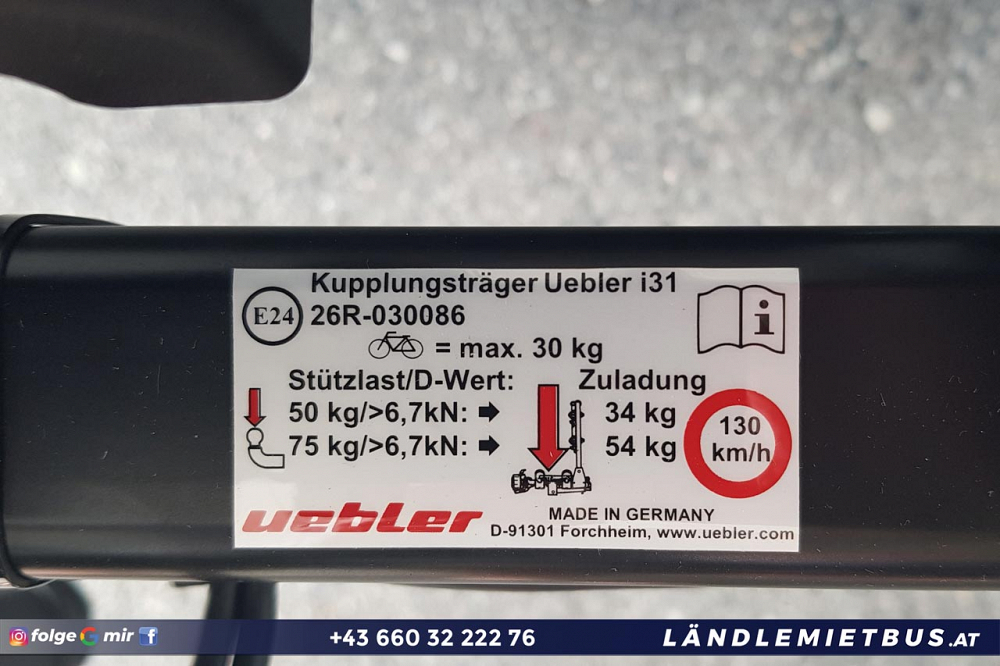 Kupplungsträger Uebler i31
E24 26R-030086
= max. 30 kg
i
Stützlast/D-Wert: Zuladung
50 kg/>6,7kN: 34 kg
75 kg/>6,7kN: 54 kg
130
km/h
uebler
MADE IN GERMANY
D-91301 Forchheim, www.uebler.com
folge G mir f +43 660 32 222 76 LÄNDLEMIETBUS.AT